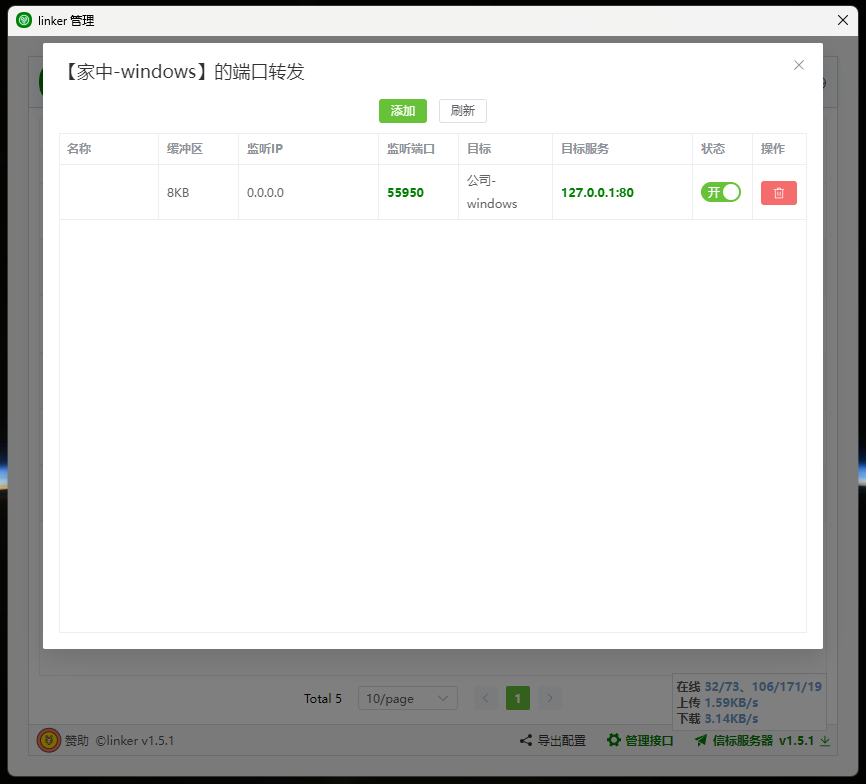 linker 管理
【家中-windows】的端口转发
添加 刷新
名称 缓冲区 监听IP 监听端口 目标 目标服务 状态 操作
8KB 0.0.0.0 55950 公司-windows 127.0.0.1:80 开
Total 5 10/page 1
在线 32/73、106/171/19
上传 1.59KB/s
下载 3.14KB/s
赞助 ©linker v1.5.1 导出配置 管理接口 信标服务器 v1.5.1